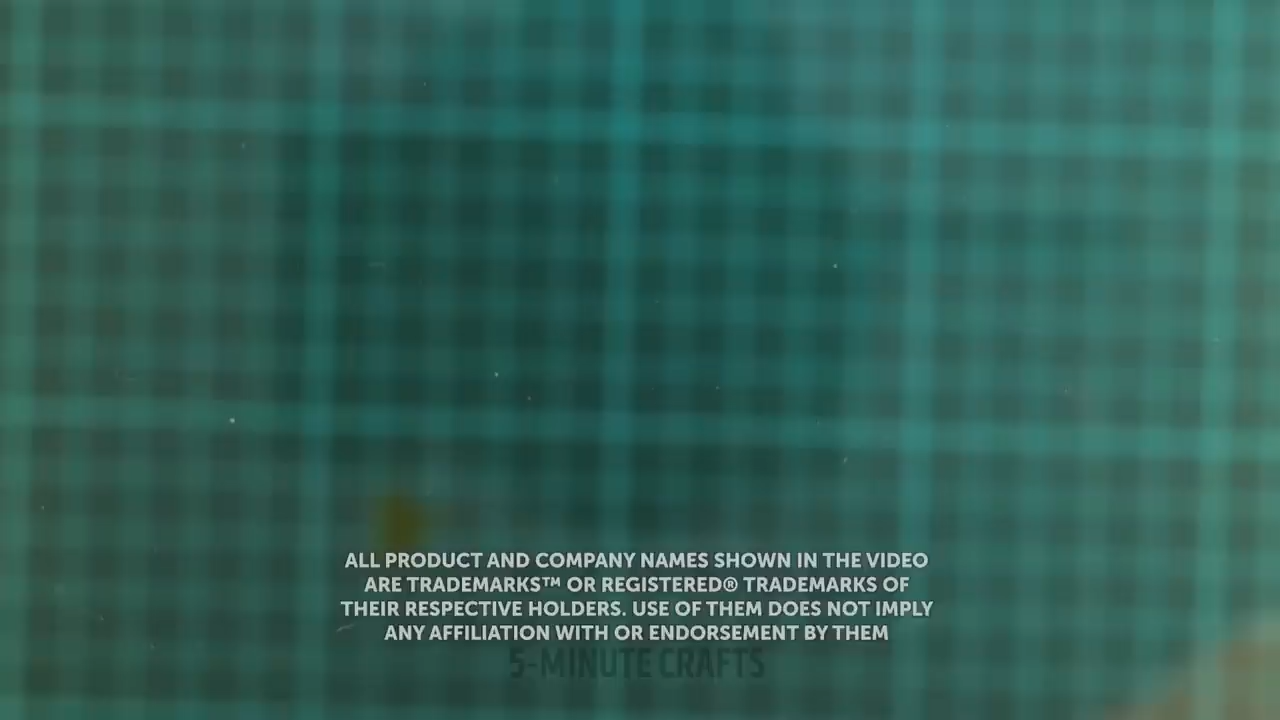 ALL PRODUCT AND COMPANY NAMES SHOWN IN THE VIDEO
ARE TRADEMARKS™ OR REGISTERED® TRADEMARKS OF
THEIR RESPECTIVE HOLDERS. USE OF THEM DOES NOT IMPLY
ANY AFFILIATION WITH OR ENDORSEMENT BY THEM
5-MINUTE CRAFTS